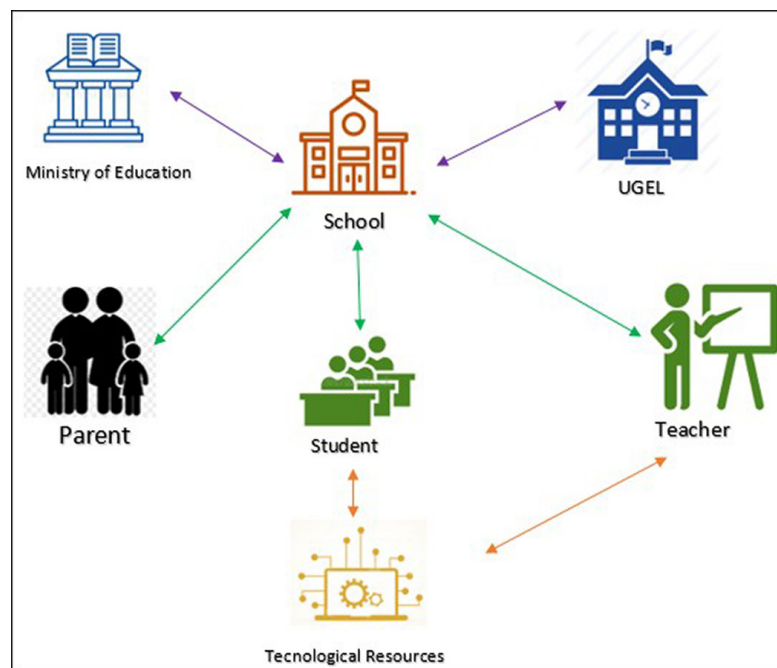 Ministry of Education
School
UGEL
Parent
Student
Teacher
Tecnological Resources